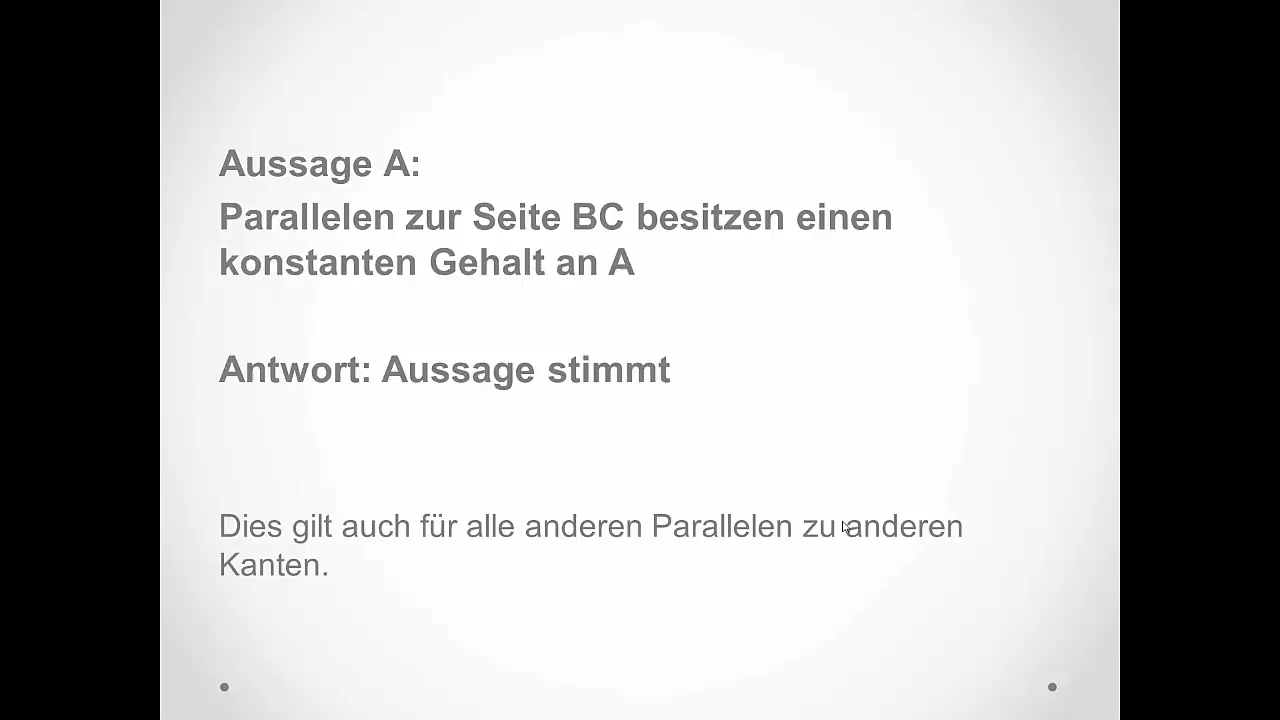 Aussage A:
Parallelen zur Seite BC besitzen einen
konstanten Gehalt an A
Antwort: Aussage stimmt
Dies gilt auch für alle anderen Parallelen zu anderen
Kanten.